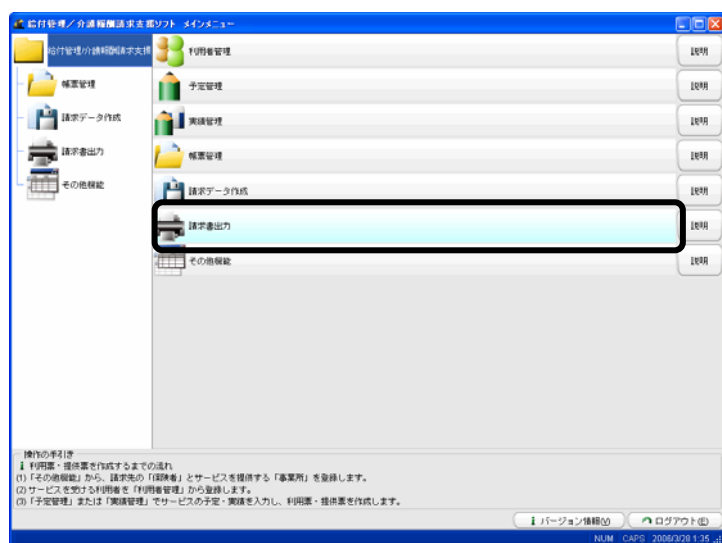 給付管理／介護報酬請求支援ソフト メインメニュー
給付管理/介護報酬請求支援
帳票管理
請求データ作成
請求書出力
その他機能
利用者管理
説明
予定管理
説明
実績管理
説明
帳票管理
説明
請求データ作成
説明
請求書出力
説明
その他機能
説明
操作の手引き
利用票・提供票を作成するまでの流れ
(1)「その他機能」から、請求先の「保険者」とサービスを提供する「事業所」を登録します。
(2)サービスを受ける利用者を「利用者管理」から登録します。
(3)「予定管理」または「実績管理」でサービスの予定・実績を入力し、利用票・提供票を作成します。
バージョン情報(V)
ログアウト(E)
NUM CAPS 2006/3/29 1:35